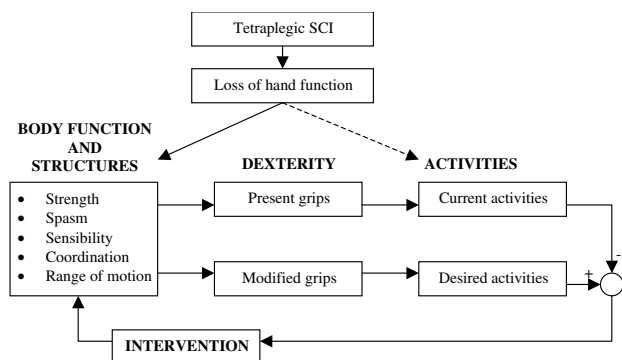 Tetraplegic SCI
Loss of hand function
BODY FUNCTION
AND
STRUCTURES
DEXTERITY
ACTIVITIES
• Strength
• Spasm
• Sensibility
• Coordination
• Range of motion
Present grips
Current activities
-
Modified grips
Desired activities
+
INTERVENTION